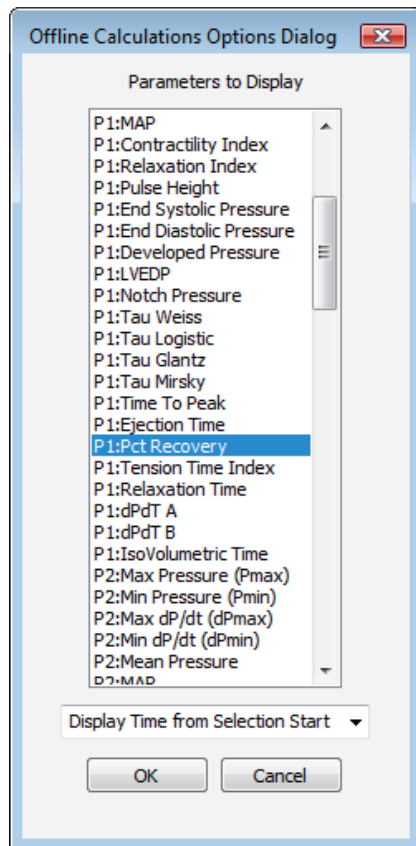 Offline Calculations Options Dialog
Parameters to Display
P1:MAP
P1:Contractility Index
P1:Relaxation Index
P1:Pulse Height
P1:End Systolic Pressure
P1:End Diastolic Pressure
P1:Developed Pressure
P1:LVEDP
P1:Notch Pressure
P1:Tau Weiss
P1:Tau Logistic
P1:Tau Glantz
P1:Tau Mirsky
P1:Time To Peak
P1:Ejection Time
P1:Pct Recovery
P1:Tension Time Index
P1:Relaxation Time
P1:dPdT A
P1:dPdT B
P1:IsoVolumetric Time
P2:Max Pressure (Pmax)
P2:Min Pressure (Pmin)
P2:Max dP/dt (dPmax)
P2:Min dP/dt (dPmin)
P2:Mean Pressure
P2:MAP
Display Time from Selection Start
OK Cancel